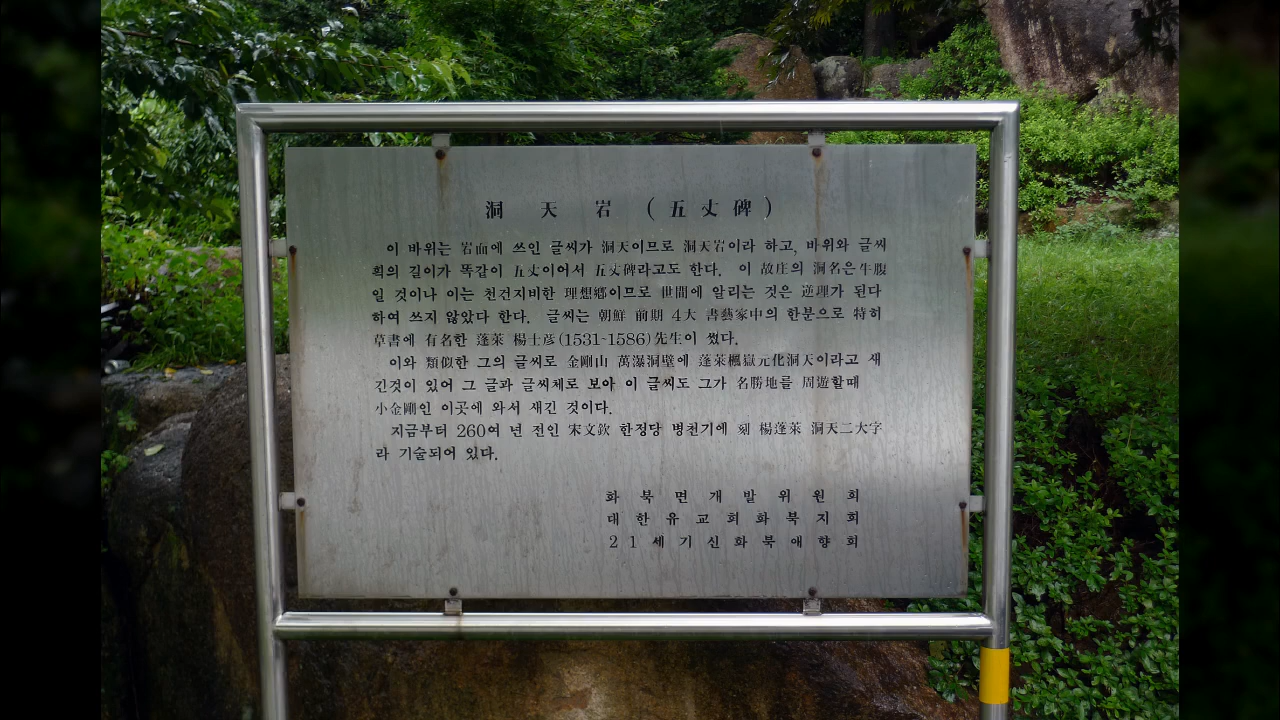 洞天岩 (五丈碑)
이 바위는 岩面에 쓰인 글씨가 洞天이므로 洞天岩이라 하고, 바위와 글씨
획의 길이가 똑같이 五丈이어서 五丈碑라고도 한다. 이 故庄의 洞名은 牛腹
일 것이나 이는 천건지비한 理想鄕이므로 世間에 알리는 것은 逆理가 된다
하여 쓰지 않았다 한다. 글씨는 朝鮮 前期 4大 書藝家中의 한분으로 特히
草書에 有名한 蓬萊 楊士彦(1531~1586)先生이 썼다.
이와 類似한 그의 글씨로 金剛山 萬瀑洞壁에 蓬萊楓嶽元化洞天이라고 새
긴것이 있어 그 글과 글씨체로 보아 이 글씨도 그가 名勝地를 周遊할때
小金剛인 이곳에 와서 새긴 것이다.
지금부터 260여 년 전인 宋文欽 한정당 병천기에 刻 楊蓬萊 洞天二大字
라 기술되어 있다.
화북면개발위원회
대한유교회화북지회
21세기신화북애향회